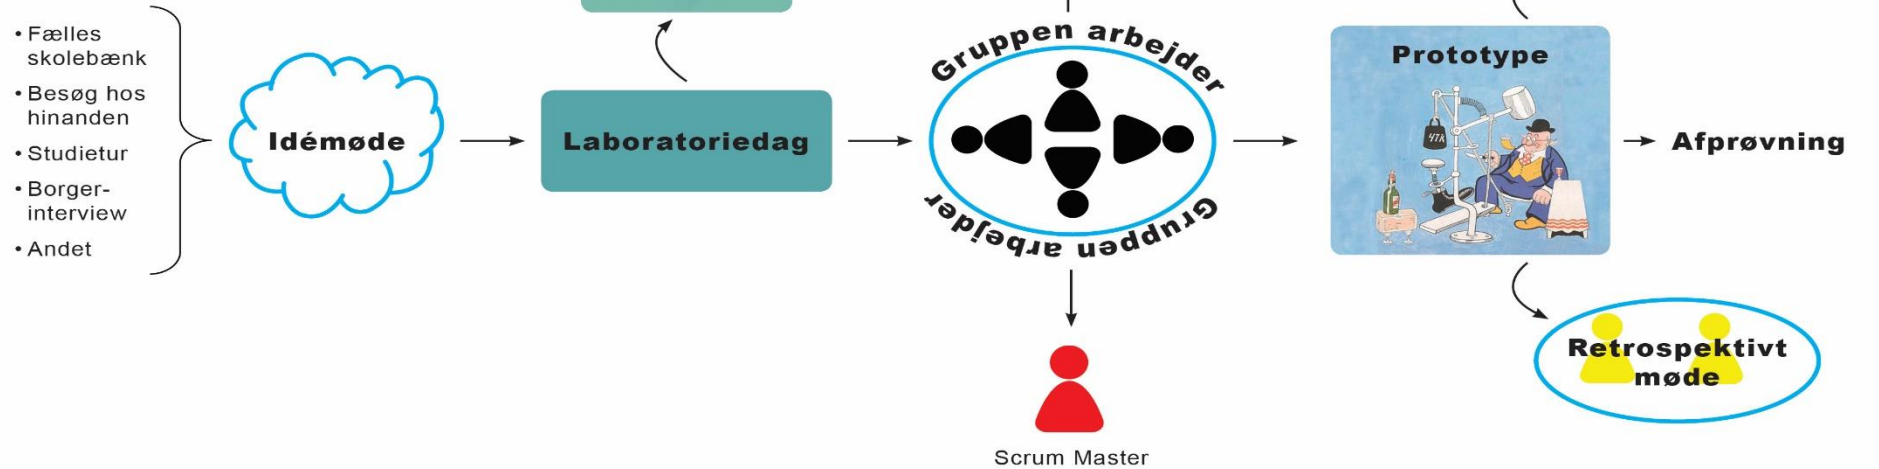 • Fælles
skolebænk
• Besøg hos
hinanden
• Studietur
• Borger-
interview
• Andet
Idémøde
Laboratoriedag
Gruppen arbejder
Gruppen arbejder
Scrum Master
Prototype
47k
Afprøvning
Retrospektivt
møde